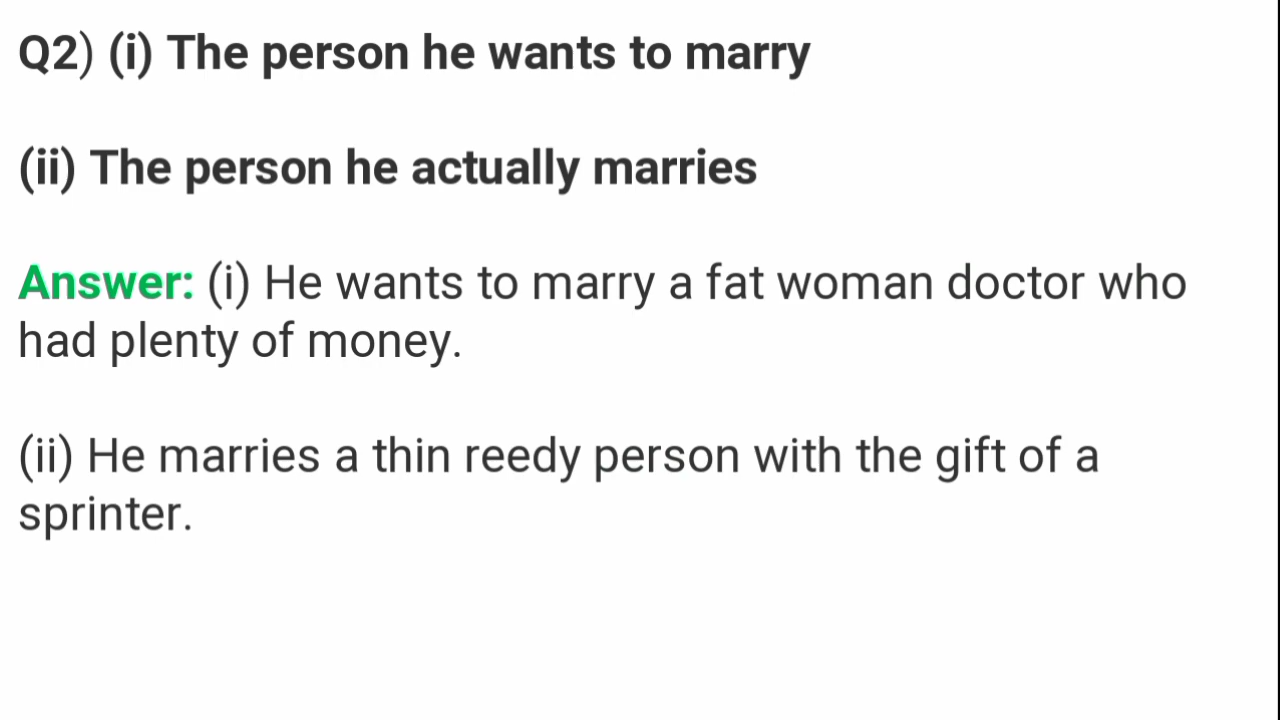 Q2) (i) The person he wants to marry
(ii) The person he actually marries
Answer: (i) He wants to marry a fat woman doctor who
had plenty of money.
(ii) He marries a thin reedy person with the gift of a
sprinter.